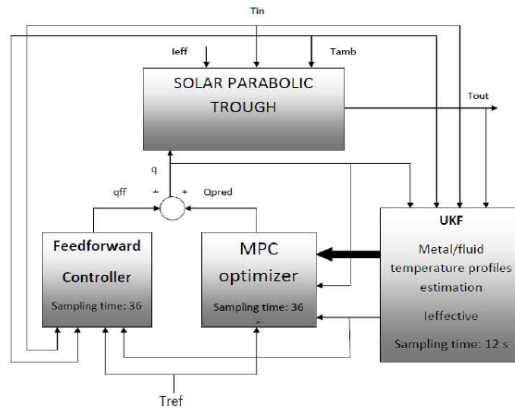 Tin
Ieff
Tamb
SOLAR PARABOLIC
TROUGH
Tout
q
qff
Qpred
Feedforward
Controller
Sampling time: 36
MPC
optimizer
Sampling time: 36
UKF
Metal/fluid
temperature profiles
estimation
Ieffective
Sampling time: 12 s
Tref